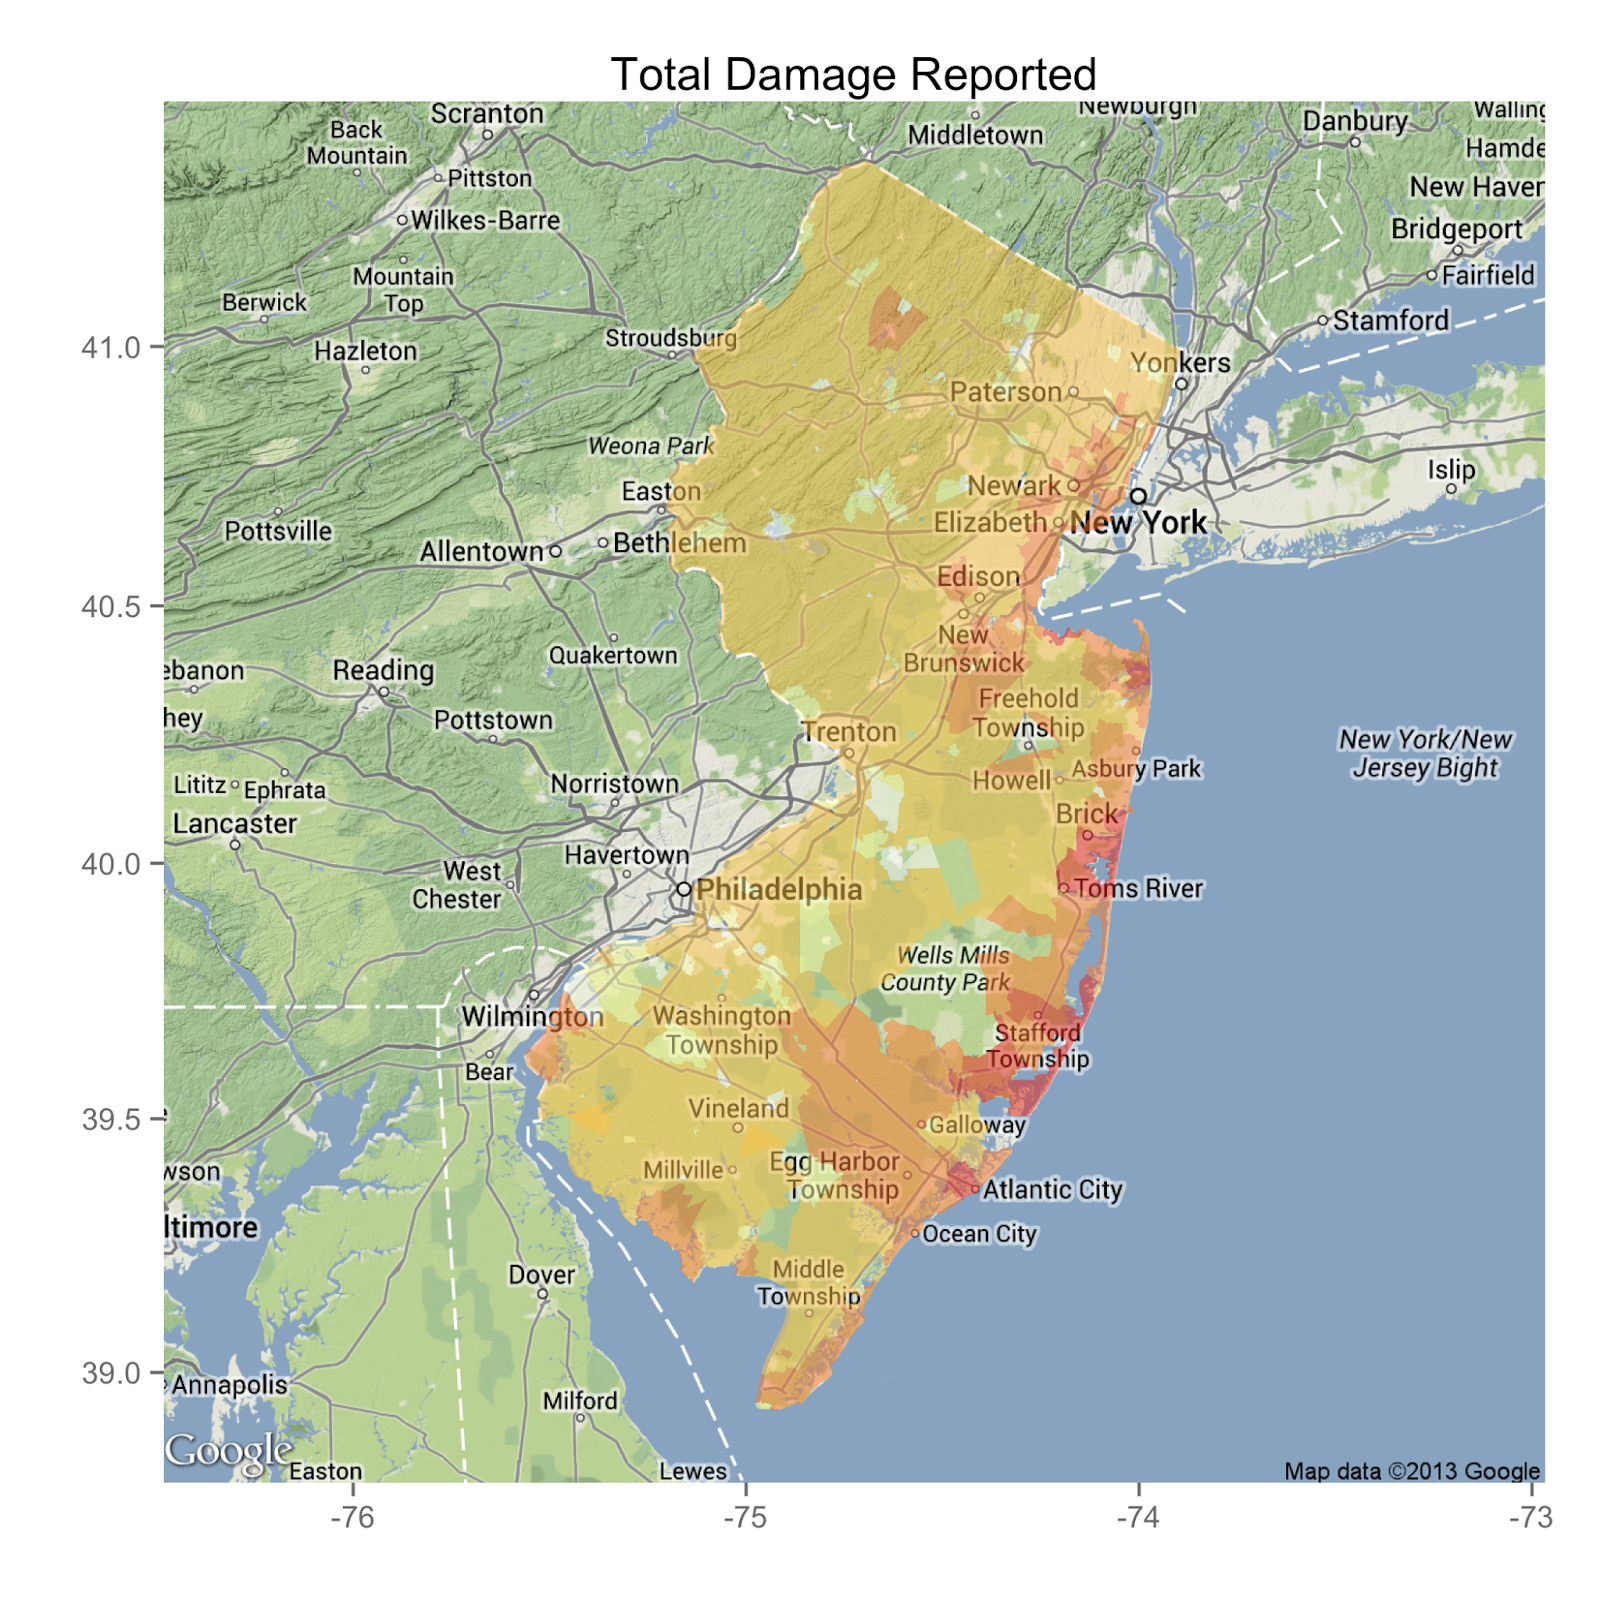 Total Damage Reported
Scranton
Newburgh
Walling
Back
Mountain
Middletown
Danbury
Hamde
Pittston
New Haven
Wilkes-Barre
Bridgeport
Mountain
Top
Fairfield
Berwick
Stamford
Stroudsburg
Hazleton
41.0
Yonkers
Paterson
Weona Park
Islip
Easton
Newark
Pottsville
Elizabeth
New York
Allentown
Bethlehem
Edison
40.5
New
Brunswick
Quakertown
ebanon
Reading
Freehold
Township
hey
Pottstown
Trenton
New York/New
Jersey Bight
Asbury Park
Howell
Lititz
Ephrata
Norristown
Lancaster
Brick
Havertown
40.0
West
Chester
Philadelphia
Toms River
Wells Mills
County Park
Wilmington
Washington
Township
Stafford
Township
Bear
Vineland
39.5
Galloway
wson
Millville
Egg Harbor
Township
Atlantic City
ltimore
Ocean City
Dover
Middle
Township
39.0
Annapolis
Milford
Google
Easton
Lewes
Map data ©2013 Google
-76
-75
-74
-73